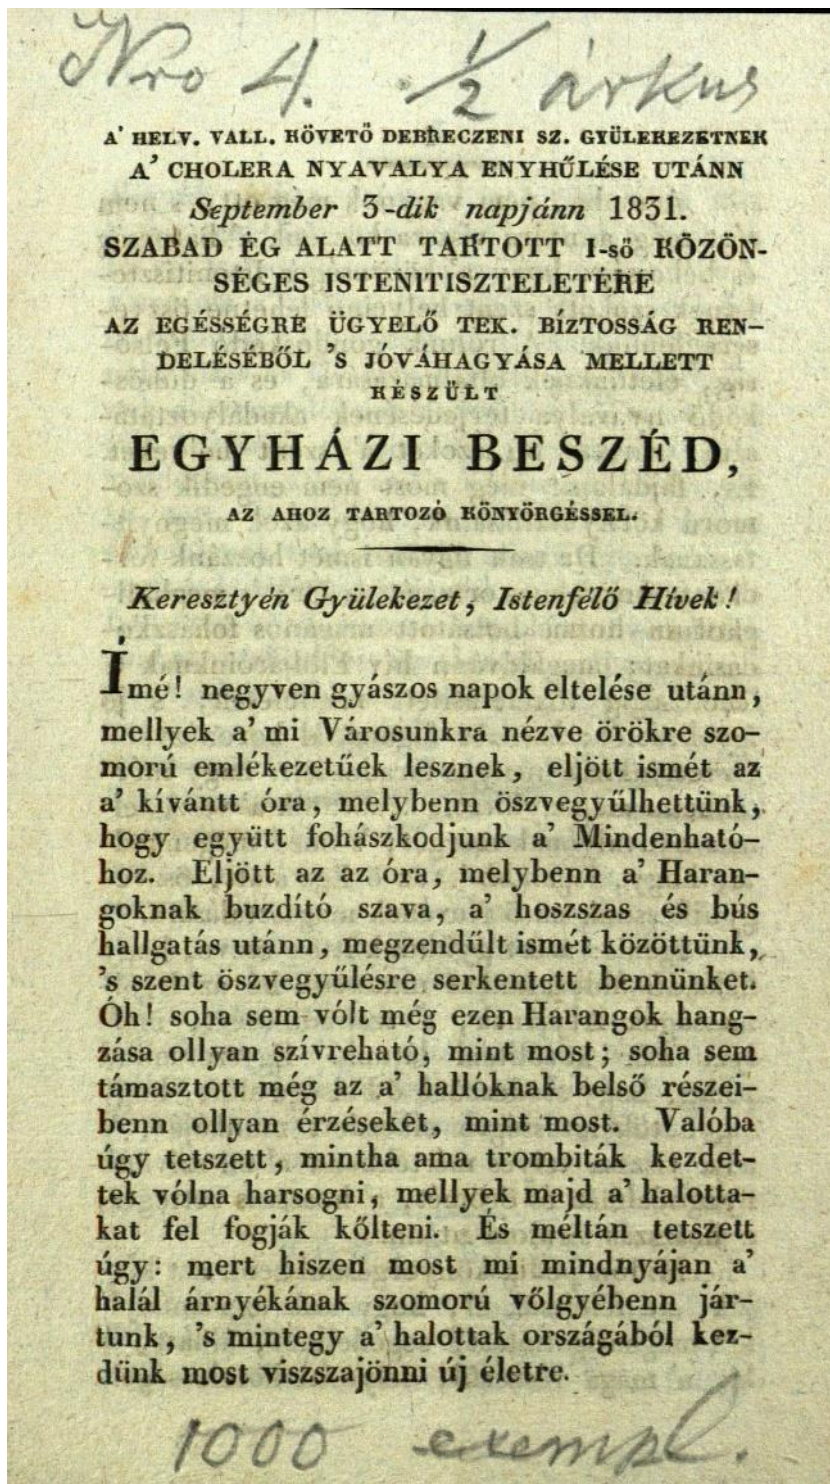 Nro 4. 1/2 árkus
A' HELV. VALL. KÖVETŐ DEBRECZENI SZ. GYÜLEKEZETNEK
A' CHOLERA NYAVALYA ENYHŰLÉSE UTÁNN
September 3-dik napjánn 1831.
SZABAD ÉG ALATT TARTOTT I-ső KÖZÖN-
SÉGES ISTENITISZTELETÉRE
AZ EGÉSSÉGRE ÜGYELŐ TEK. BÍZTOSSÁG REN-
DELÉSÉBŐL 'S JÓVÁHAGYÁSA MELLETT
KÉSZÜLT
EGYHÁZI BESZÉD,
AZ AHOZ TARTOZÓ KÖNYÖRGÉSSEL.
Keresztyén Gyülekezet, Istenfélő Hívek!
Ímé! negyven gyászos napok eltelése utánn,
mellyek a' mi Városunkra nézve örökre szo-
morú emlékezetűek lesznek, eljött ismét az
a' kívántt óra, melybenn öszvegyűlhettünk,
hogy együtt fohászkodjunk a' Mindenható-
hoz. Eljött az az óra, melybenn a' Haran-
goknak buzdító szava, a' hoszszas és bús
hallgatás utánn, megzendűlt ismét közöttünk,
's szent öszvegyűlésre serkentett bennünket.
Óh! soha sem vólt még ezen Harangok hang-
zása ollyan szívreható, mint most; soha sem
támasztott még az a' hallóknak belső részei-
benn ollyan érzéseket, mint most. Valóba
úgy tetszett, mintha ama trombiták kezdet-
tek vólna harsogni, mellyek majd a' halotta-
kat fel fogják kőlteni. És méltán tetszett
úgy: mert hiszen most mi mindnyájan a'
halál árnyékának szomorú vőlgyébenn jár-
tunk, 's mintegy a' halottak országából kez-
dünk most viszszajönni új életre.
1000 exempl.